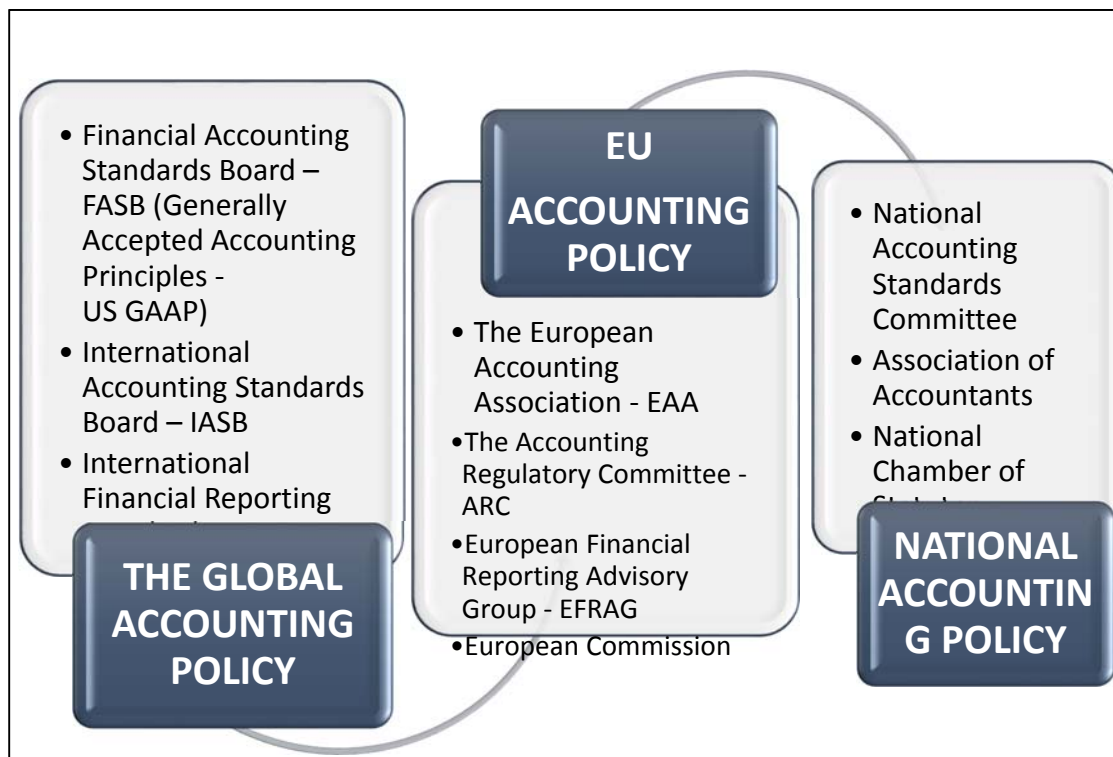 • Financial Accounting
Standards Board –
FASB (Generally
Accepted Accounting
Principles -
US GAAP)
• International
Accounting Standards
Board – IASB
• International
Financial Reporting
THE GLOBAL
ACCOUNTING
POLICY
EU
ACCOUNTING
POLICY
• The European
Accounting
Association - EAA
•The Accounting
Regulatory Committee -
ARC
•European Financial
Reporting Advisory
Group - EFRAG
•European Commission
• National
Accounting
Standards
Committee
• Association of
Accountants
• National
Chamber of
NATIONAL
ACCOUNTIN
G POLICY